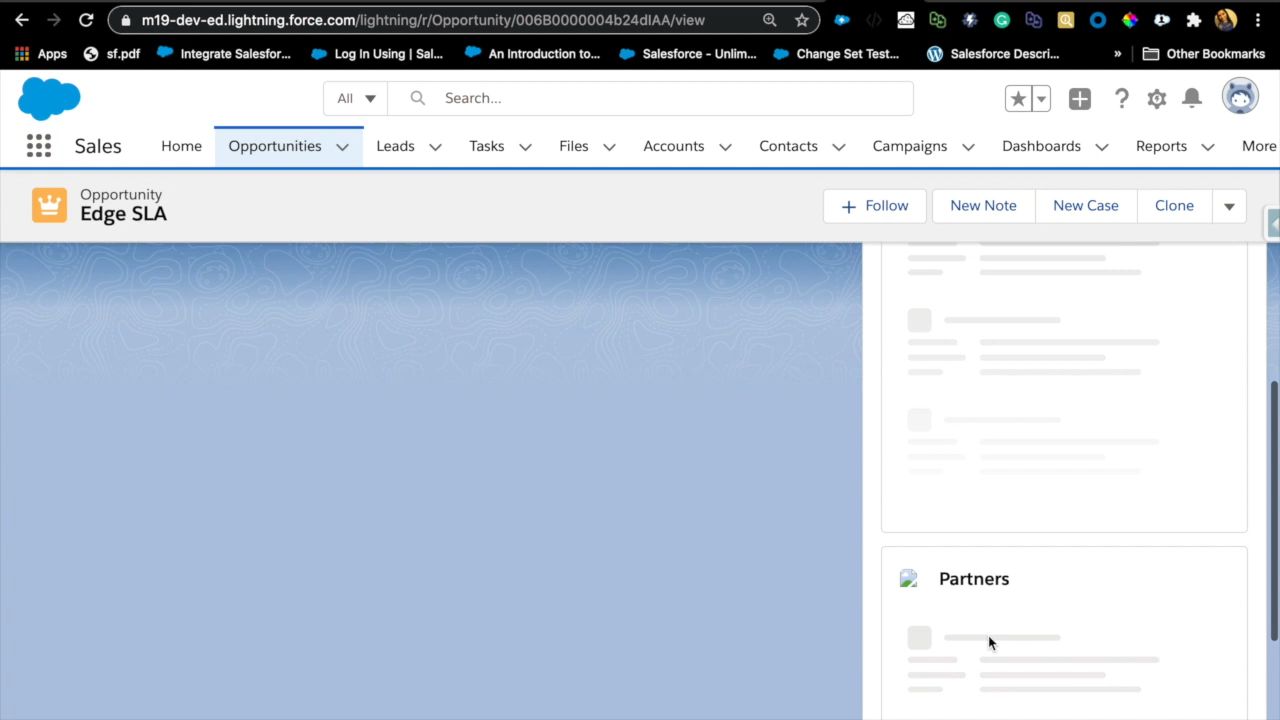 m19-dev-ed.lightning.force.com/lightning/r/Opportunity/006B0000004b24dIAA/view
Apps sf.pdf Integrate Salesfor... Log In Using | Sal... An Introduction to... Salesforce - Unlim... Change Set Test... Salesforce Descri... » Other Bookmarks
All Search...
Sales Home Opportunities Leads Tasks Files Accounts Contacts Campaigns Dashboards Reports More
Opportunity
Edge SLA
+ Follow New Note New Case Clone
Partners